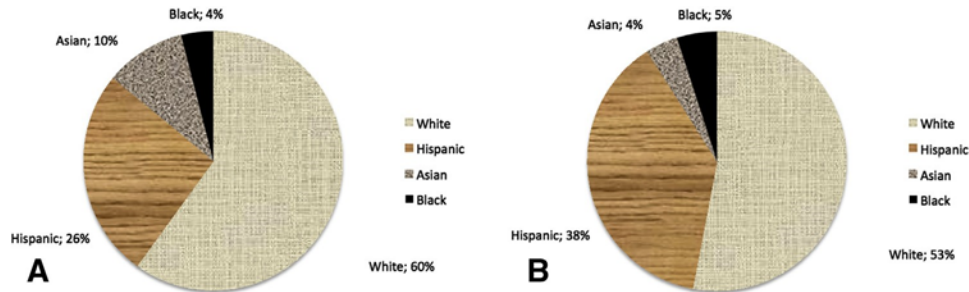 Black; 4%
Asian; 10%
White
Hispanic
Asian
Black
Hispanic; 26%
White; 60%
A
Black; 5%
Asian; 4%
White
Hispanic
Asian
Black
Hispanic; 38%
White; 53%
B